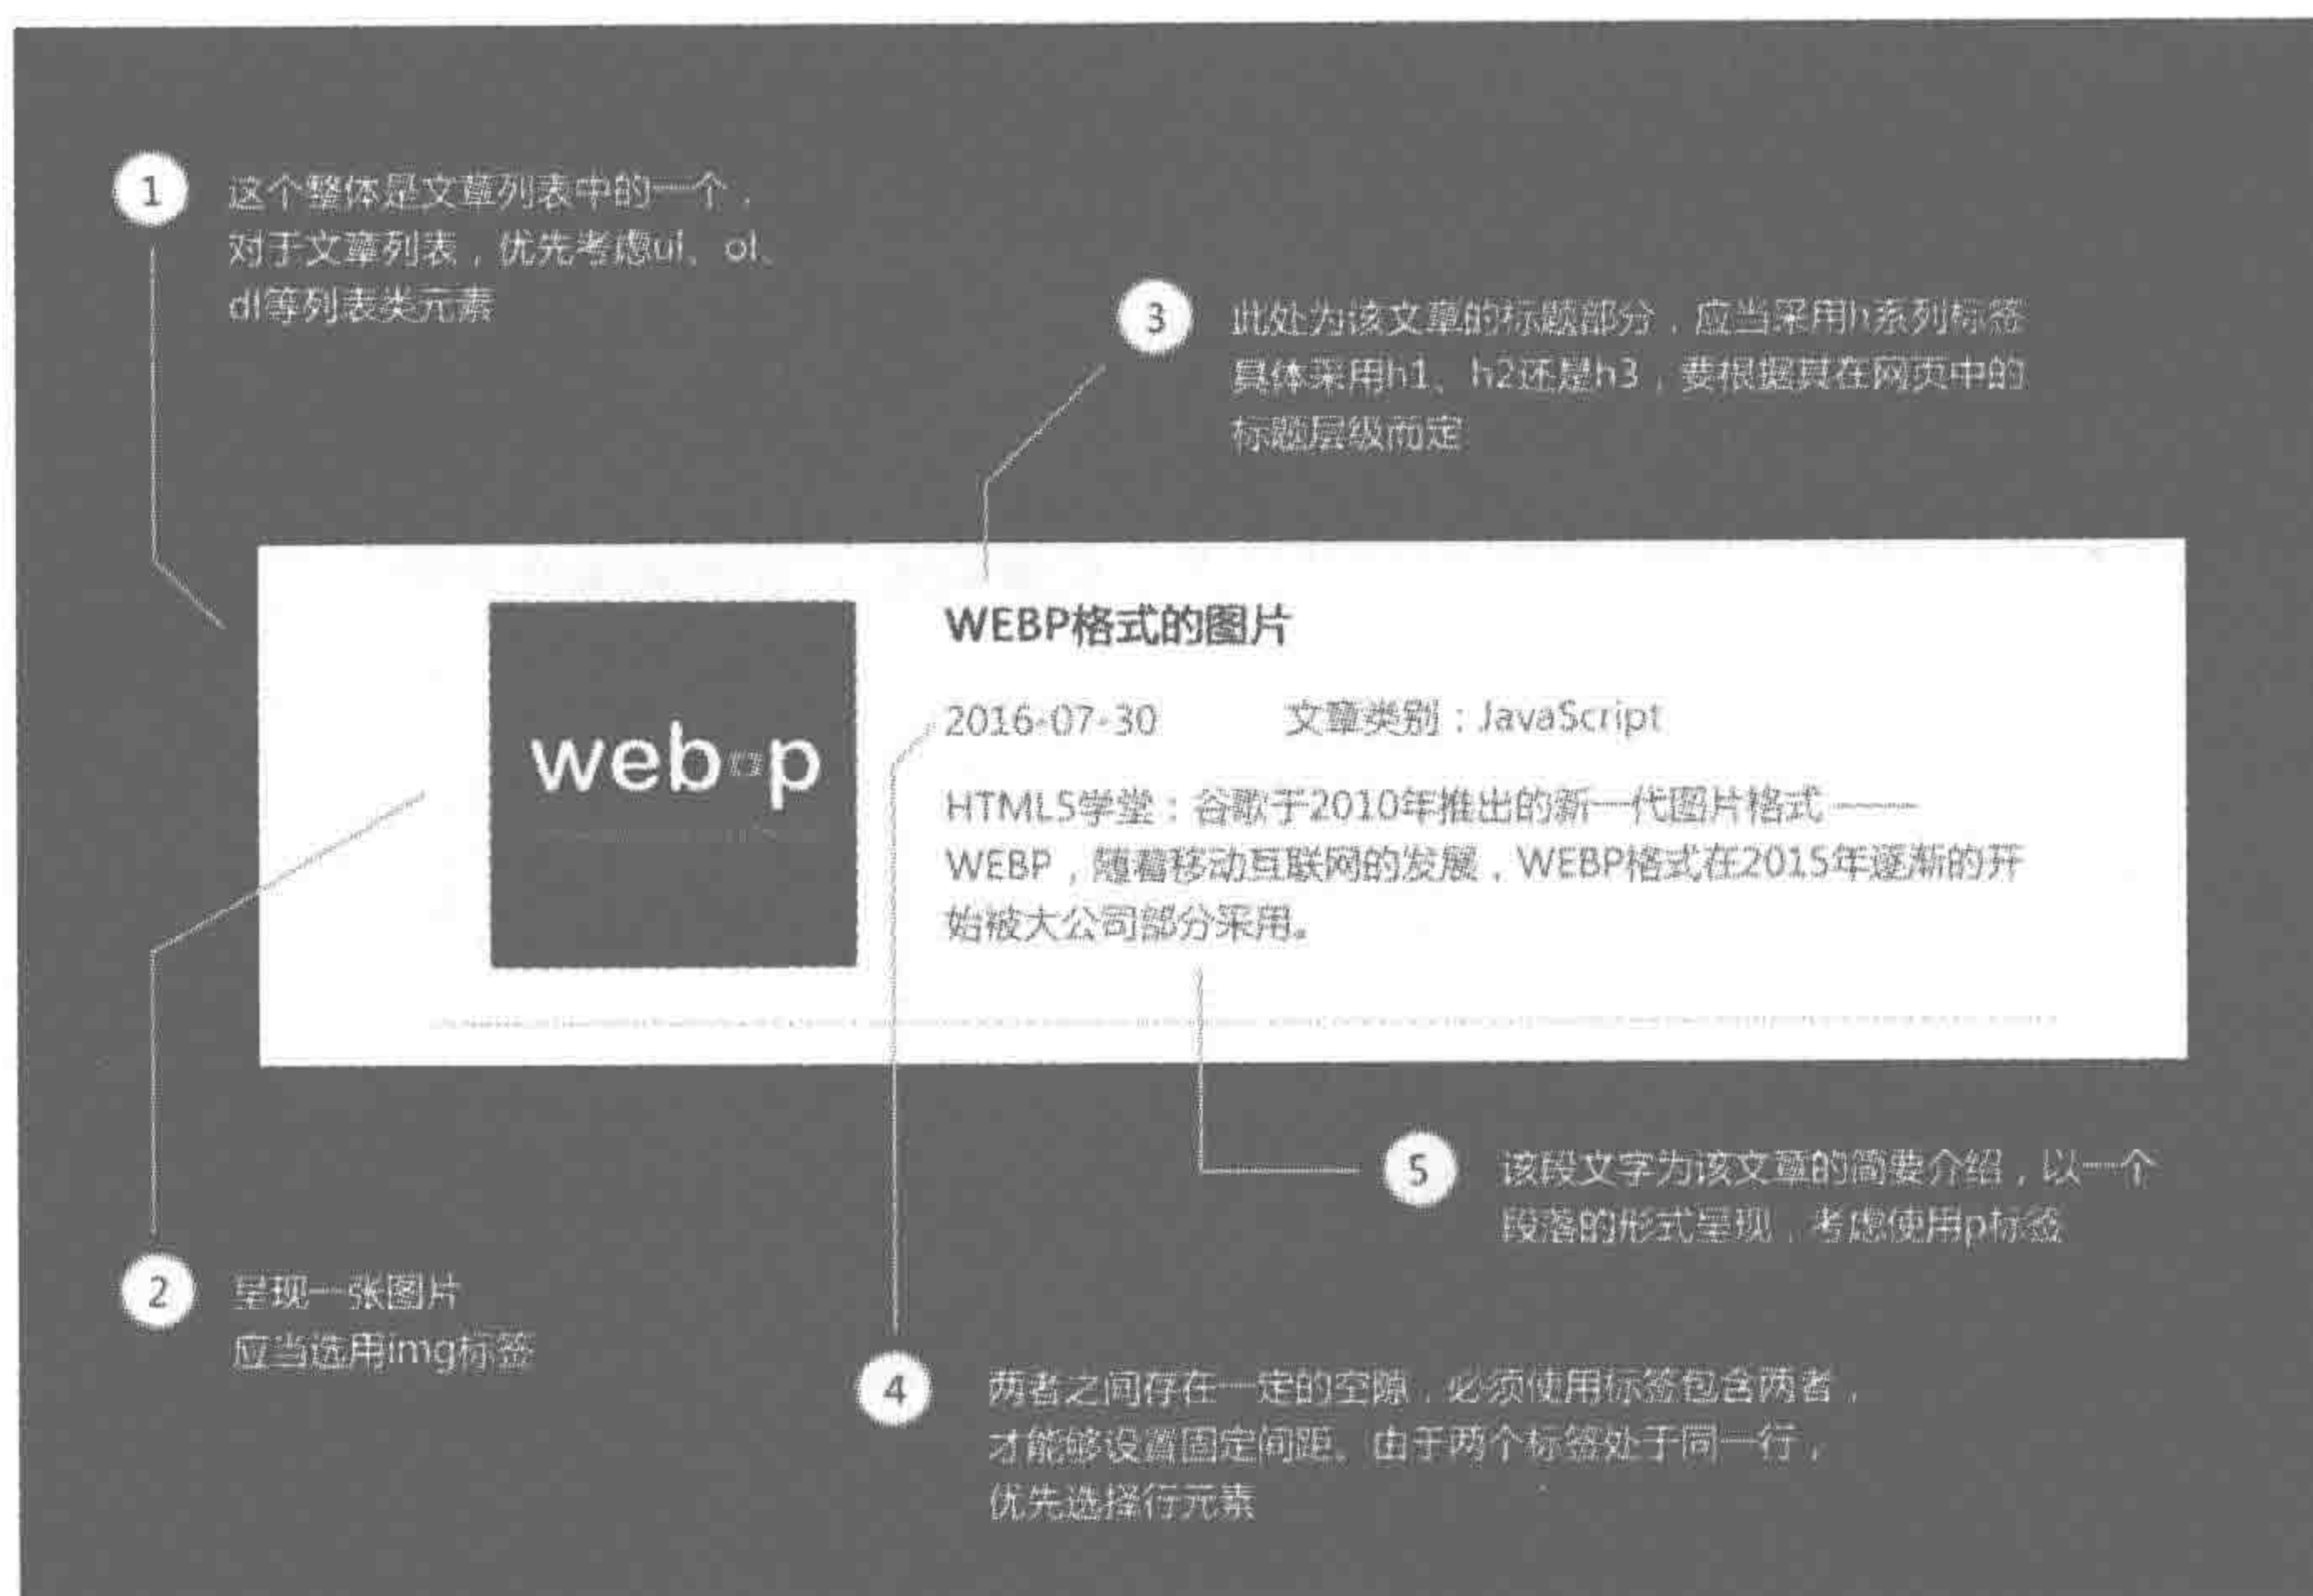 1
这个整体是文章列表中的一个，
对于文章列表，优先考虑ul、ol、
dl等列表类元素
3
此处为该文章的标题部分，应当采用h系列标签
具体采用h1、h2还是h3，要根据其在网页中的
标题层级而定
web p
WEBP格式的图片
2016-07-30 文章类别：JavaScript
HTML5学堂：谷歌于2010年推出的新一代图片格式——
WEBP，随着移动互联网的发展，WEBP格式在2015年逐渐的开
始被大公司部分采用。
5
该段文字为该文章的简要介绍，以一个
段落的形式呈现，考虑使用p标签
2
呈现一张图片
应当选用img标签
4
两者之间存在一定的空隙，必须使用标签包含两者，
才能够设置固定间距。由于两个标签处于同一行，
优先选择行元素